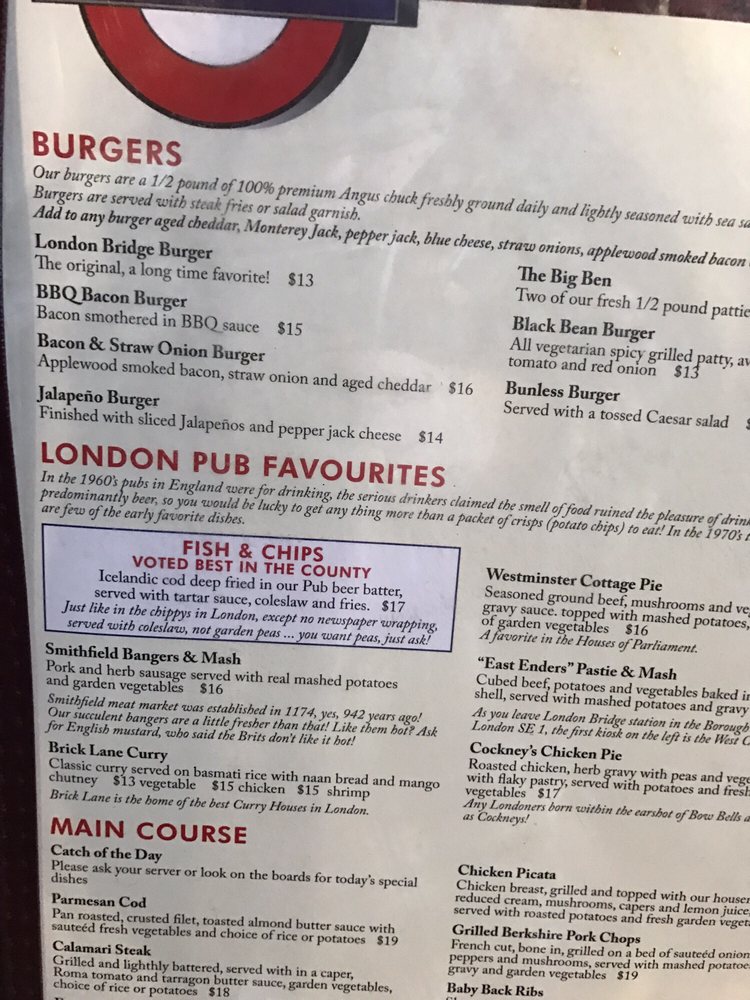 BURGERS
Our burgers are a 1/2 pound of 100% premium Angus chuck freshly ground daily and lightly seasoned with sea
Burgers are served with steak fries or salad garnish.
Add to any burger aged cheddar, Monterey Jack, pepper jack, blue cheese, straw onions, applewood smoked bacon
London Bridge Burger
The original, a long time favorite! $13
BBQ Bacon Burger
Bacon smothered in BBQ sauce $15
Bacon & Straw Onion Burger
Applewood smoked bacon, straw onion and aged cheddar $16
Jalapeño Burger
Finished with sliced Jalapeños and pepper jack cheese $14
The Big Ben
Two of our fresh 1/2 pound pattie
Black Bean Burger
All vegetarian spicy grilled patty, av
tomato and red onion $13
Bunless Burger
Served with a tossed Caesar salad
LONDON PUB FAVOURITES
In the 1960's pubs in England were for drinking, the serious drinkers claimed the smell of food ruined the pleasure of drin
predominantly beer, so you would be lucky to get any thing more than a packet of crisps (potato chips) to eat! In the 1970's
are few of the early favorite dishes.
FISH & CHIPS
VOTED BEST IN THE COUNTY
Icelandic cod deep fried in our Pub beer batter,
served with tartar sauce, coleslaw and fries. $17
Just like in the chippys in London, except no newspaper wrapping,
served with coleslaw, not garden peas ... you want peas, just ask!
Smithfield Bangers & Mash
Pork and herb sausage served with real mashed potatoes
and garden vegetables $16
Smithfield meat market was established in 1174, yes, 942 years ago!
Our succulent bangers are a little fresher than that! Like them hot? Ask
for English mustard, who said the Brits don't like it hot!
Brick Lane Curry
Classic curry served on basmati rice with naan bread and mango
chutney $13 vegetable $15 chicken $15 shrimp
Brick Lane is the home of the best Curry Houses in London.
Westminster Cottage Pie
Seasoned ground beef, mushrooms and ve
gravy sauce. topped with mashed potatoes,
of garden vegetables $16
A favorite in the Houses of Parliament.
"East Enders" Pastie & Mash
Cubed beef, potatoes and vegetables baked in
shell, served with mashed potatoes and gravy
As you leave London Bridge station in the Borough
London SE 1, the first kiosk on the left is the West C
Cockney's Chicken Pie
Roasted chicken, herb gravy with peas and vege
with flaky pastry, served with potatoes and fresh
vegetables $17
Any Londoners born within the earshot of Bow Bells a
as Cockneys!
MAIN COURSE
Catch of the Day
Please ask your server or look on the boards for today's special
dishes
Parmesan Cod
Pan roasted, crusted filet, toasted almond butter sauce with
sauteéd fresh vegetables and choice of rice or potatoes $19
Calamari Steak
Grilled and lighthly battered, served with in a caper,
Roma tomato and tarragon butter sauce, garden vegetables,
choice of rice or potatoes $18
Chicken Picata
Chicken breast, grilled and topped with our house
reduced cream, mushrooms, capers and lemon juice,
served with roasted potatoes and fresh garden veget
Grilled Berkshire Pork Chops
French cut, bone in, grilled on a bed of sauteéd onion
peppers and mushrooms, served with mashed potatoe
gravy and garden vegetables $19
Baby Back Ribs